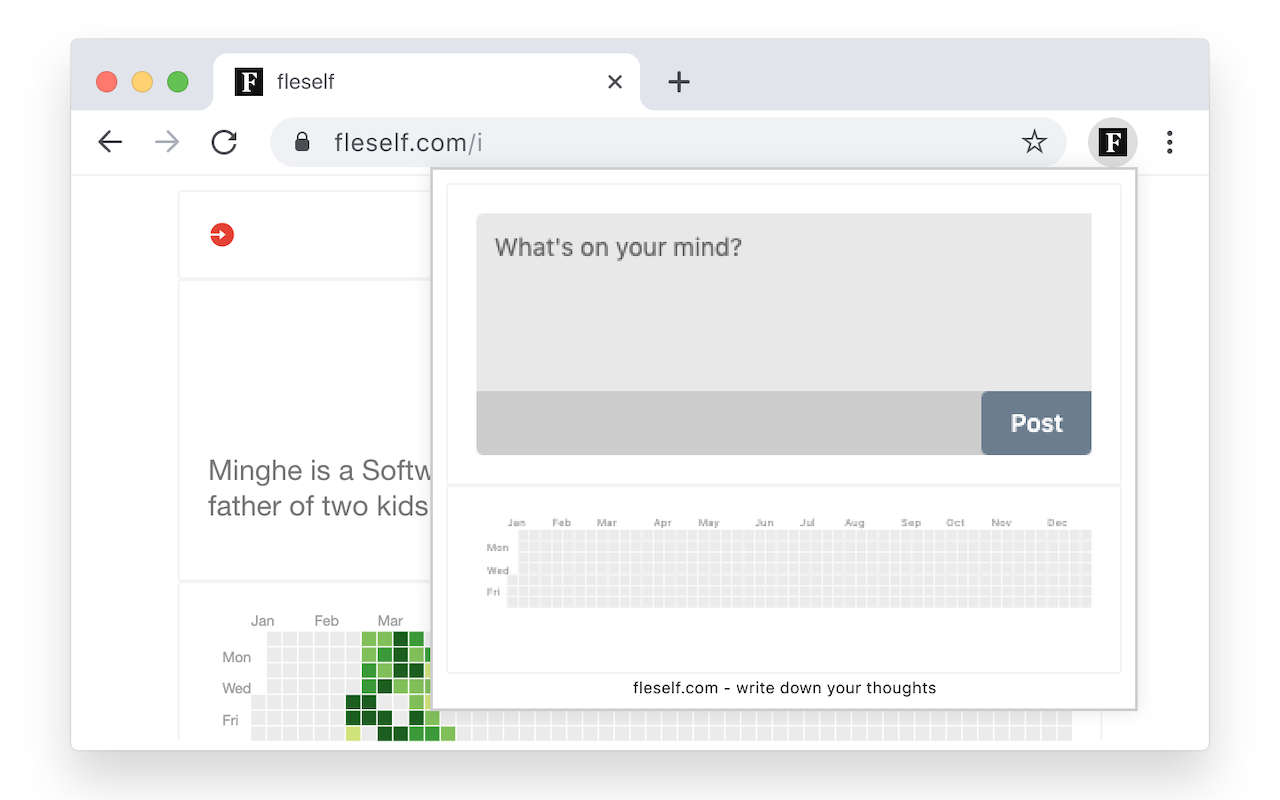 F fleself
fleself.com/i
F
What's on your mind?
Post
Minghe is a Softw
father of two kids
Jan Feb Mar Apr May Jun Jul Aug Sep Oct Nov Dec
Mon
Wed
Fri
Jan Feb Mar
Mon
Wed
Fri
fleself.com - write down your thoughts